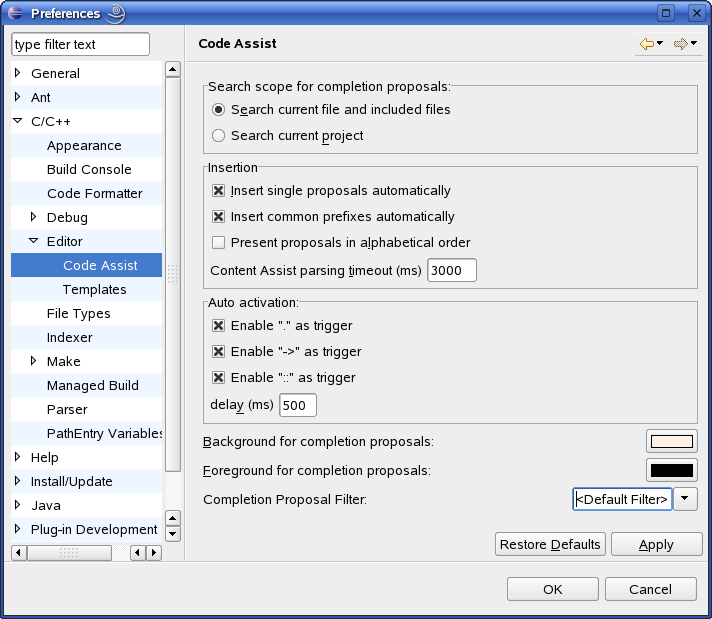 Preferences
type filter text
General
Ant
C/C++
Appearance
Build Console
Code Formatter
Debug
Editor
Code Assist
Templates
File Types
Indexer
Make
Managed Build
Parser
PathEntry Variables
Help
Install/Update
Java
Plug-in Development
Code Assist
Search scope for completion proposals:
Search current file and included files
Search current project
Insertion
Insert single proposals automatically
Insert common prefixes automatically
Present proposals in alphabetical order
Content Assist parsing timeout (ms) 3000
Auto activation:
Enable "." as trigger
Enable "->" as trigger
Enable "::" as trigger
delay (ms) 500
Background for completion proposals:
Foreground for completion proposals:
Completion Proposal Filter: <Default Filter>
Restore Defaults Apply
OK Cancel